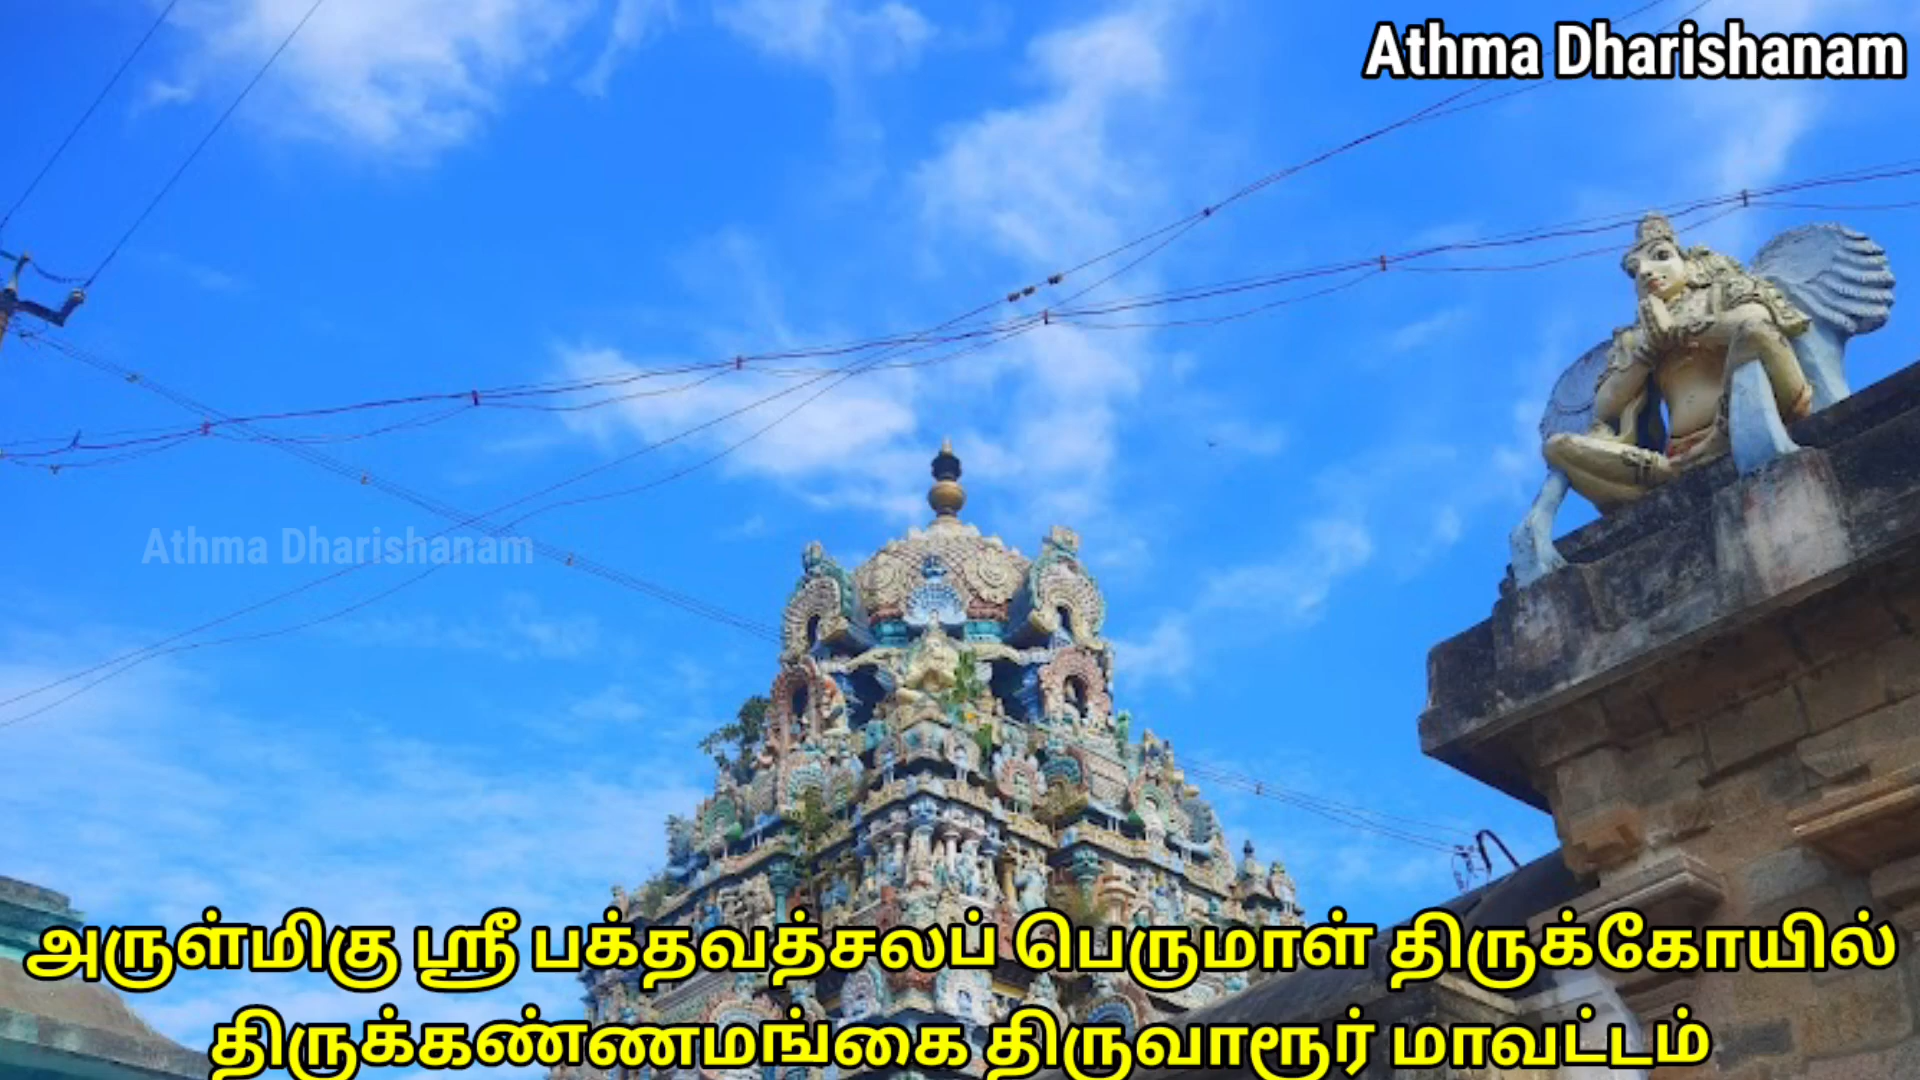 Athma Dharishanam
Athma Dharishanam
அருள்மிகு ஸ்ரீ பக்தவத்சலப் பெருமாள் திருக்கோயில்
திருக்கண்ணமங்கை திருவாரூர் மாவட்டம்